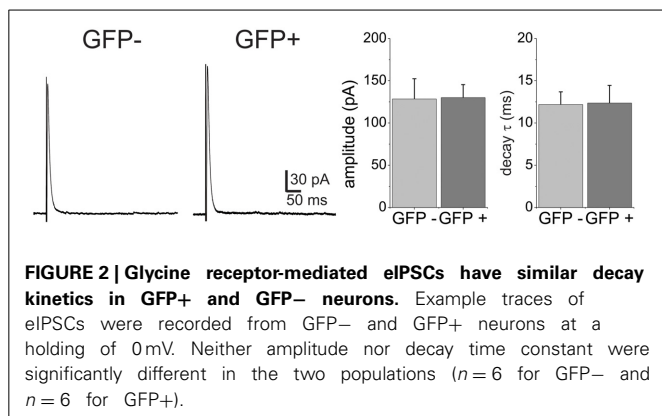 GFP- GFP+
200
150
100
50
0
amplitude (pA)
GFP - GFP +
20
15
10
5
0
decay τ (ms)
GFP - GFP +
30 pA
50 ms
FIGURE 2 | Glycine receptor-mediated eIPSCs have similar decay
kinetics in GFP+ and GFP− neurons. Example traces of
eIPSCs were recorded from GFP− and GFP+ neurons at a
holding of 0 mV. Neither amplitude nor decay time constant were
significantly different in the two populations (n = 6 for GFP− and
n = 6 for GFP+).